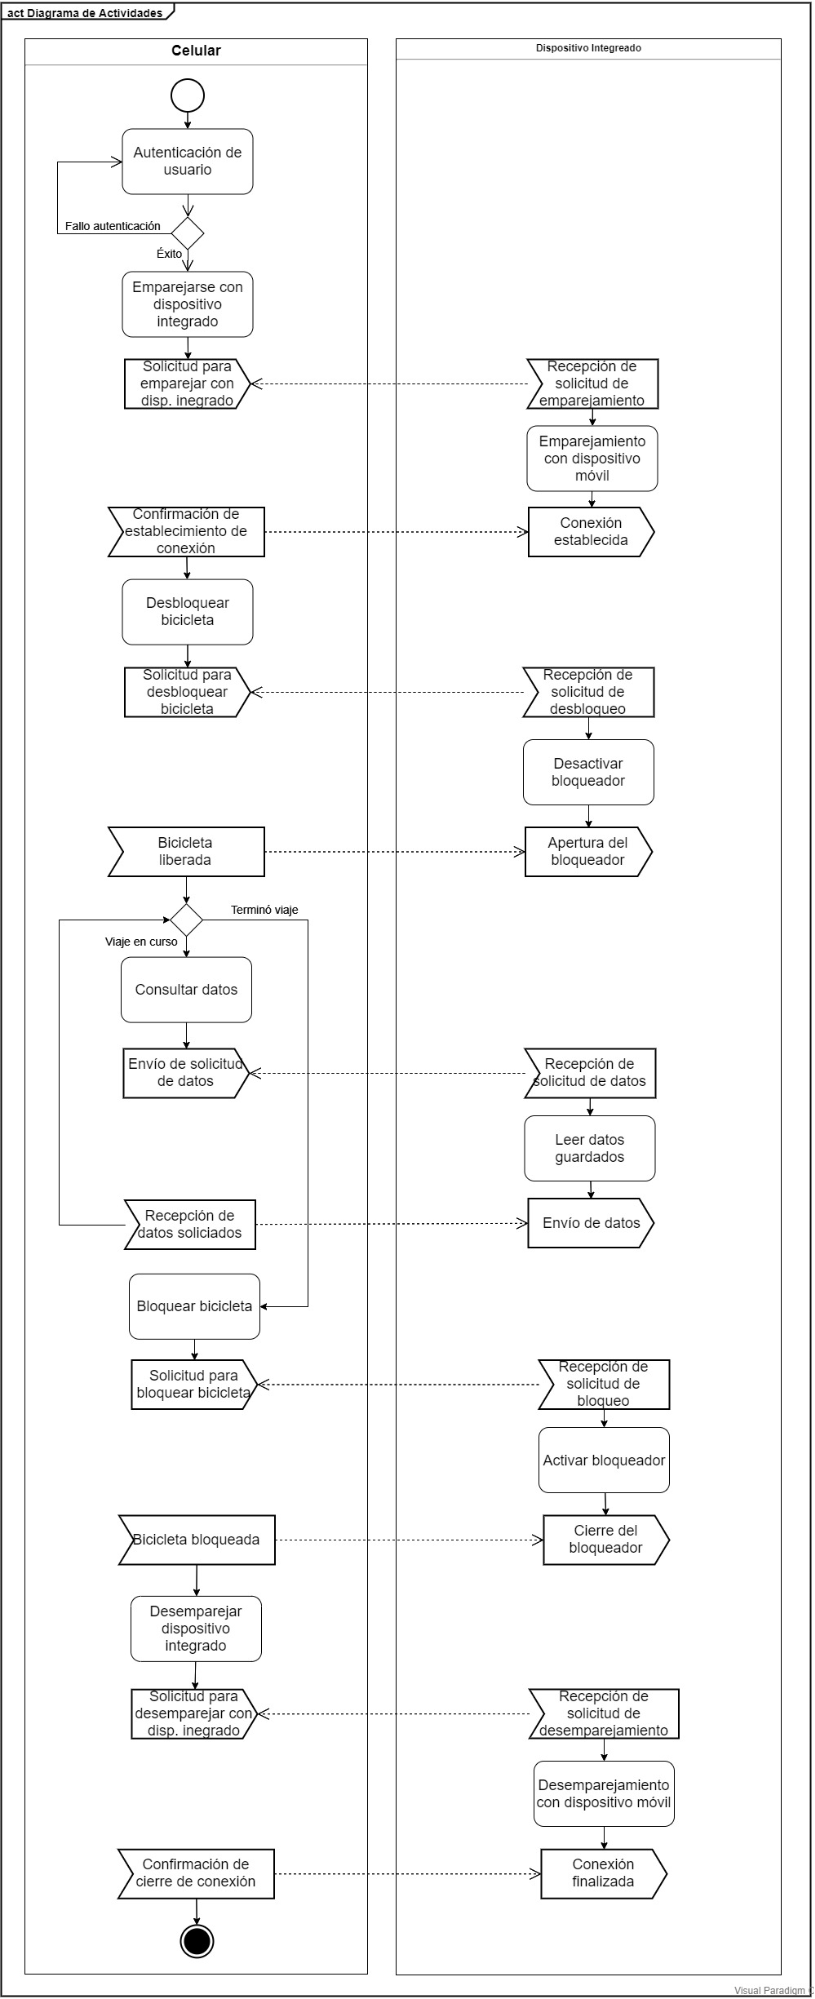 act Diagrama de Actividades
Celular
Dispositivo Integreado
Autenticación de
usuario
Fallo autenticación
Éxito
Emparejarse con
dispositivo
integrado
Solicitud para
emparejar con
disp. inegrado
Recepción de
solicitud de
emparejamiento
Emparejamiento
con dispositivo
móvil
Confirmación de
establecimiento de
conexión
Conexión
establecida
Desbloquear
bicicleta
Solicitud para
desbloquear
bicicleta
Recepción de
solicitud de
desbloqueo
Desactivar
bloqueador
Bicicleta
liberada
Apertura del
bloqueador
Terminó viaje
Viaje en curso
Consultar datos
Envío de solicitud
de datos
Recepción de
solicitud de datos
Leer datos
guardados
Recepción de
datos soliciados
Envío de datos
Bloquear bicicleta
Solicitud para
bloquear bicicleta
Recepción de
solicitud de
bloqueo
Activar bloqueador
Bicicleta bloqueada
Cierre del
bloqueador
Desemparejar
dispositivo
integrado
Solicitud para
desemparejar con
disp. inegrado
Recepción de
solicitud de
desemparejamiento
Desemparejamiento
con dispositivo móvil
Confirmación de
cierre de conexión
Conexión
finalizada
Visual Paradigm